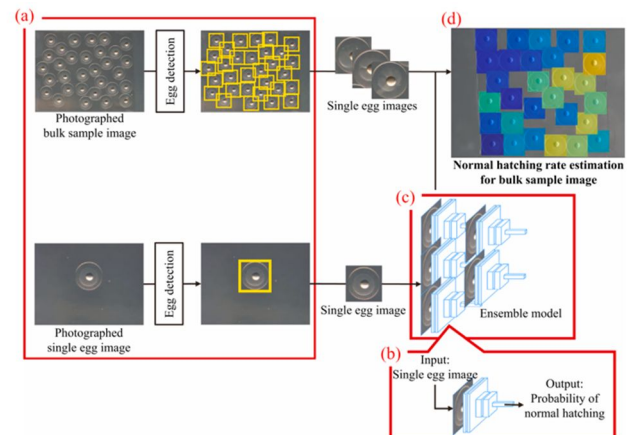 (a)
Egg detection
Photographed
bulk sample image
Single egg images
(d)
Normal hatching rate estimation
for bulk sample image
Egg detection
Photographed
single egg image
Single egg image
(c)
Ensemble model
(b)
Input:
Single egg image
Output:
Probability of
normal hatching